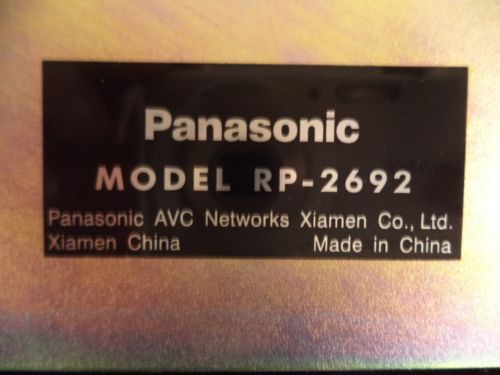 Panasonic
MODEL RP-2692
Panasonic AVC Networks Xiamen Co., Ltd.
Xiamen China Made in China